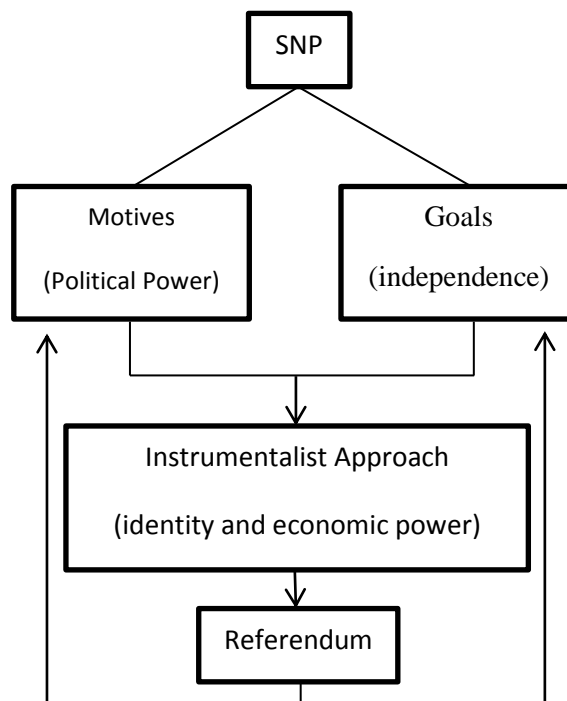 SNP
Motives
(Political Power)
Goals
(independence)
Instrumentalist Approach
(identity and economic power)
Referendum